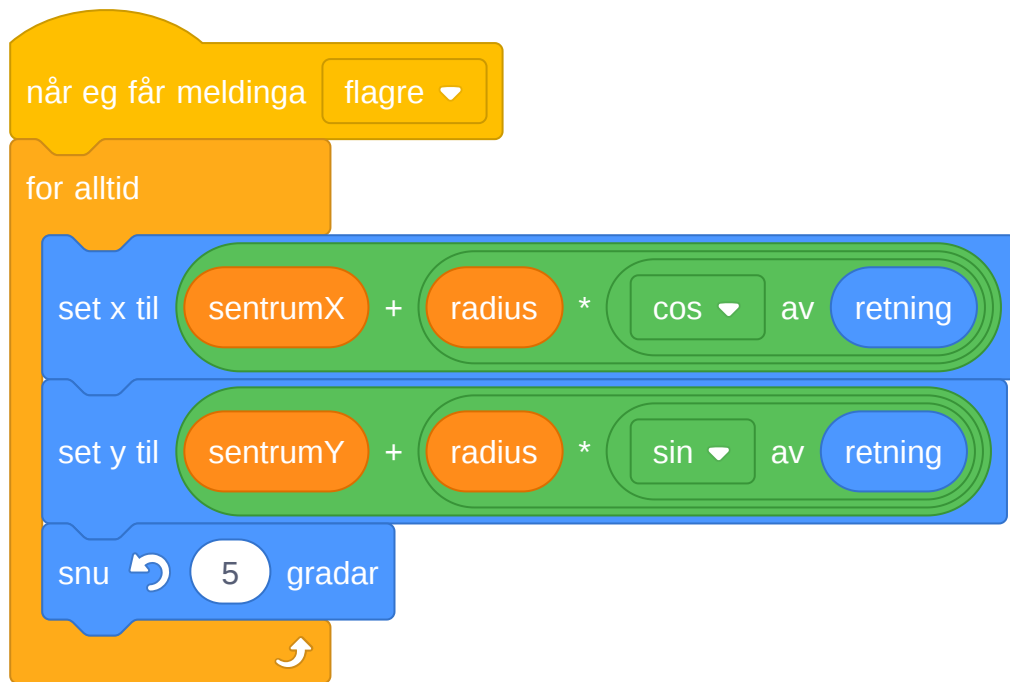 når eg får meldinga flagre
for alltid
set x til sentrumX + radius * cos av retning
set y til sentrumY + radius * sin av retning
snu 5 gradar